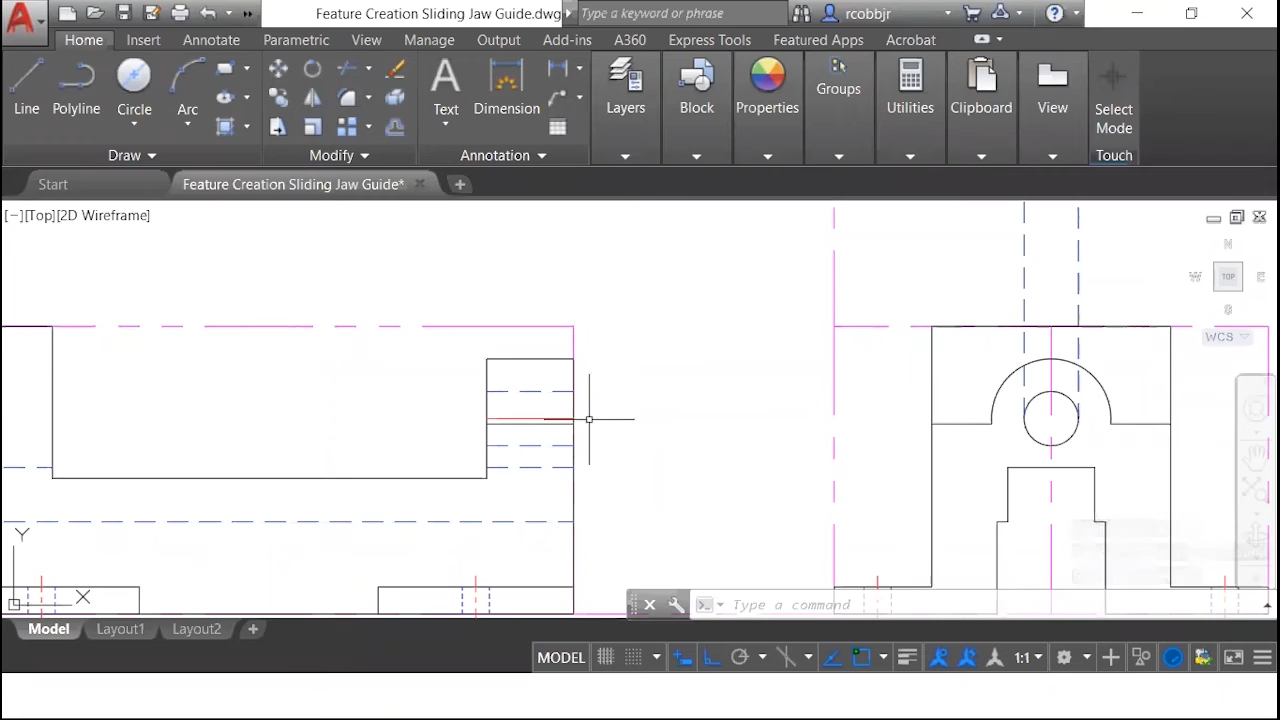 Feature Creation Sliding Jaw Guide.dwg
Type a keyword or phrase
rcobbjr
Home Insert Annotate Parametric View Manage Output Add-ins A360 Express Tools Featured Apps Acrobat
Line Polyline Circle Arc
Text Dimension
Layers Block Properties Groups Utilities Clipboard View
Select Mode
Draw Modify Annotation Touch
Start Feature Creation Sliding Jaw Guide*
[−][Top][2D Wireframe]
N
W TOP E
S
WCS
Y
X
Type a command
Model Layout1 Layout2
MODEL 1:1